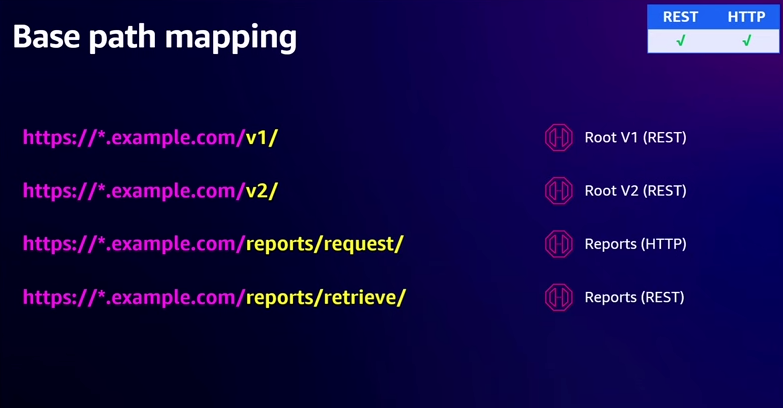 Base path mapping
REST HTTP
√ √
https://*.example.com/v1/ Root V1 (REST)
https://*.example.com/v2/ Root V2 (REST)
https://*.example.com/reports/request/ Reports (HTTP)
https://*.example.com/reports/retrieve/ Reports (REST)